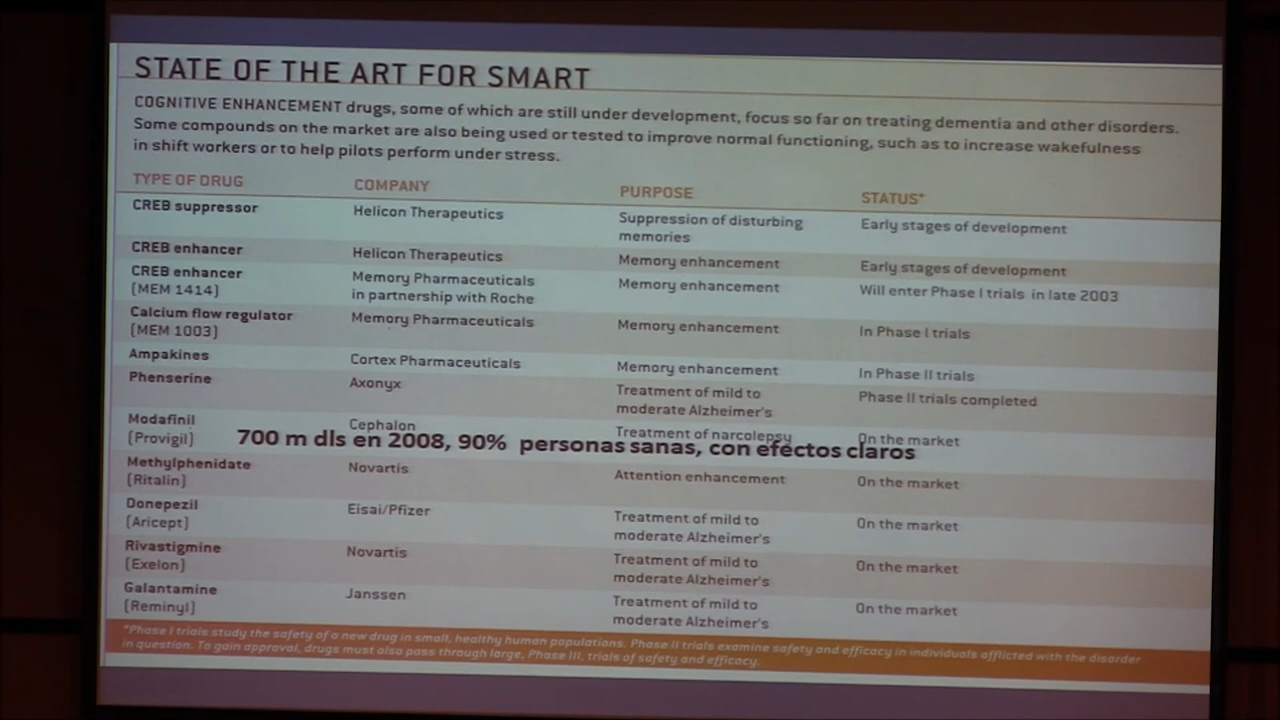 STATE OF THE ART FOR SMART
COGNITIVE ENHANCEMENT drugs, some of which are still under development, focus so far on treating dementia and other disorders.
Some compounds on the market are also being used or tested to improve normal functioning, such as to increase wakefulness
in shift workers or to help pilots perform under stress.
TYPE OF DRUG COMPANY PURPOSE STATUS*
CREB suppressor Helicon Therapeutics Suppression of disturbing Early stages of development
memories
CREB enhancer Helicon Therapeutics Memory enhancement Early stages of development
CREB enhancer Memory Pharmaceuticals Memory enhancement Will enter Phase I trials in late 2003
(MEM 1414) in partnership with Roche
Calcium flow regulator Memory Pharmaceuticals Memory enhancement In Phase I trials
(MEM 1003)
Ampakines Cortex Pharmaceuticals Memory enhancement In Phase II trials
Phenserine Axonyx Treatment of mild to Phase II trials completed
moderate Alzheimer's
Modafinil Cephalon Treatment of narcolepsy On the market
(Provigil)
700 m dls en 2008, 90% personas sanas, con efectos claros
Methylphenidate Novartis Attention enhancement On the market
(Ritalin)
Donepezil Eisai/Pfizer Treatment of mild to On the market
(Aricept) moderate Alzheimer's
Rivastigmine Novartis Treatment of mild to On the market
(Exelon) moderate Alzheimer's
Galantamine Janssen Treatment of mild to On the market
(Reminyl) moderate Alzheimer's
*Phase I trials study the safety of a new drug in small, healthy human populations. Phase II trials examine safety and efficacy in individuals afflicted with the disorder
in question. To gain approval, drugs must also pass through large, Phase III, trials of safety and efficacy.